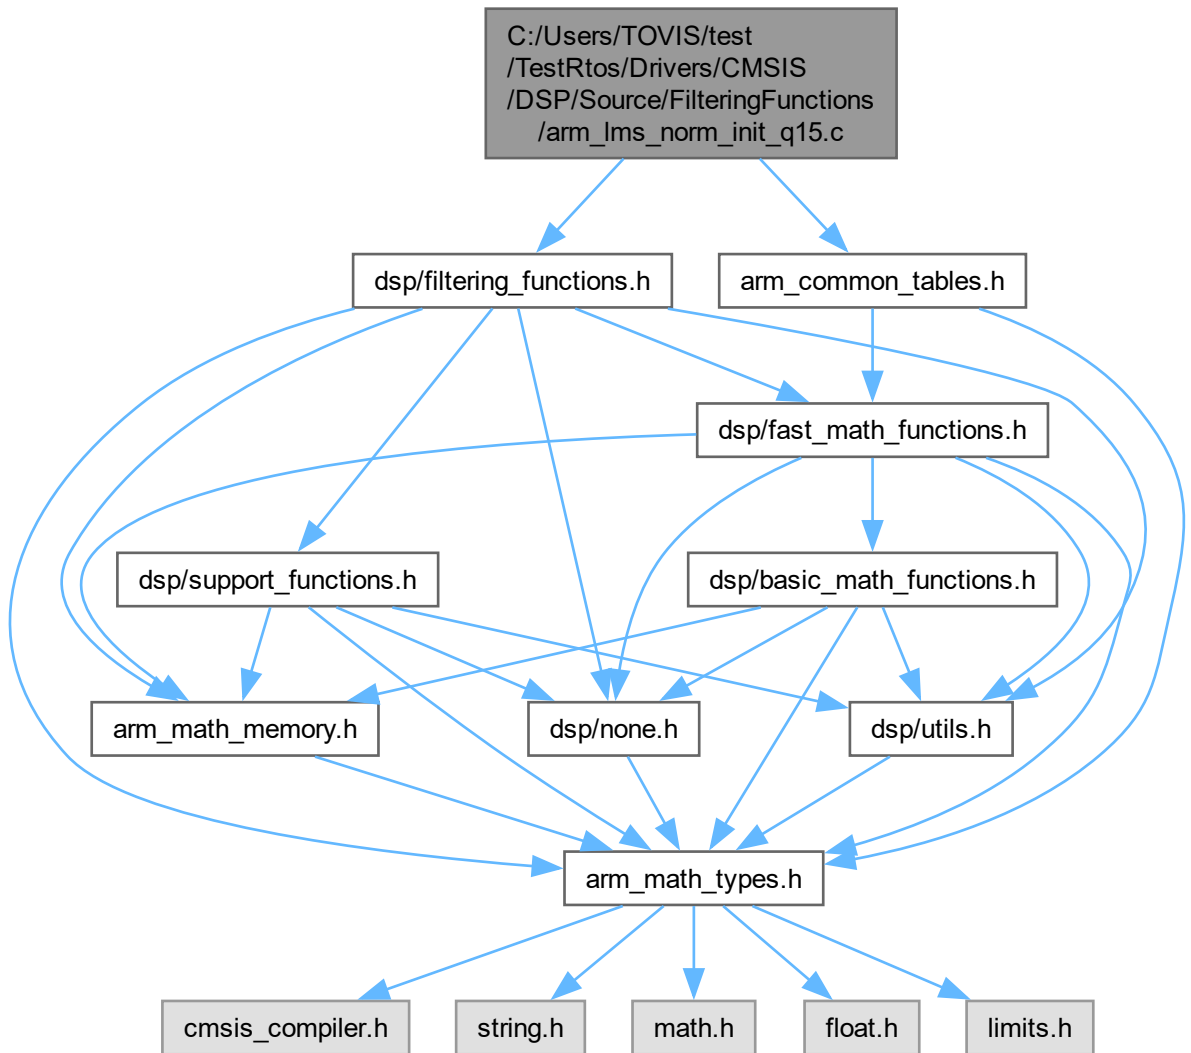 C:/Users/TOVIS/test
/TestRtos/Drivers/CMSIS
/DSP/Source/FilteringFunctions
/arm_lms_norm_init_q15.c
dsp/filtering_functions.h
arm_common_tables.h
dsp/fast_math_functions.h
dsp/support_functions.h
dsp/basic_math_functions.h
arm_math_memory.h
dsp/none.h
dsp/utils.h
arm_math_types.h
cmsis_compiler.h
string.h
math.h
float.h
limits.h